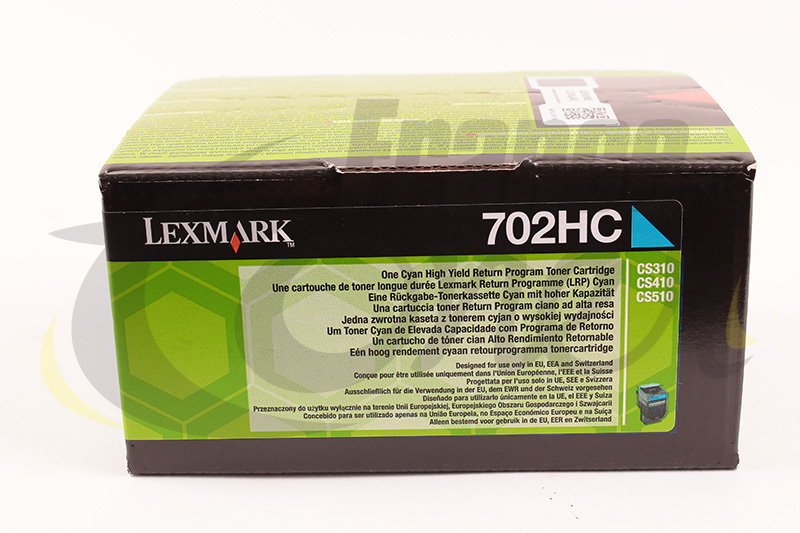 LEXMARK™
702HC
One Cyan High Yield Return Program Toner Cartridge
Une cartouche de toner longue durée Lexmark Return Programme (LRP) Cyan
Eine Rückgabe-Tonerkassette Cyan mit hoher Kapazität
Una cartuccia toner Return Program ciano ad alta resa
Jedna zwrotna kaseta z tonerem cyjan o wysokiej wydajności
Um Toner Cyan de Elevada Capacidade com Programa de Retorno
Un cartucho de tóner cian Alto Rendimiento Retornable
Eén hoog rendement cyaan retourprogramma tonercartridge
CS310
CS410
CS510
Designed for use only in EU, EEA and Switzerland
Conçue pour être utilisée uniquement dans l'Union Européenne, l'EEE et la Suisse
Progettata per l'uso solo in UE, SEE e Svizzera
Ausschließlich für die Verwendung in der EU, dem EWR und der Schweiz vorgesehen
Diseñado para utilizarlo únicamente en la UE, el EEE y Suiza
Przeznaczony do użytku wyłącznie na terenie Unii Europejskiej, Europejskiego Obszaru Gospodarczego i Szwajcarii
Concebido para ser utilizado apenas na União Europeia, no Espaço Económico Europeu e na Suíça
Alleen bestemd voor gebruik in de EU, EER en Zwitserland